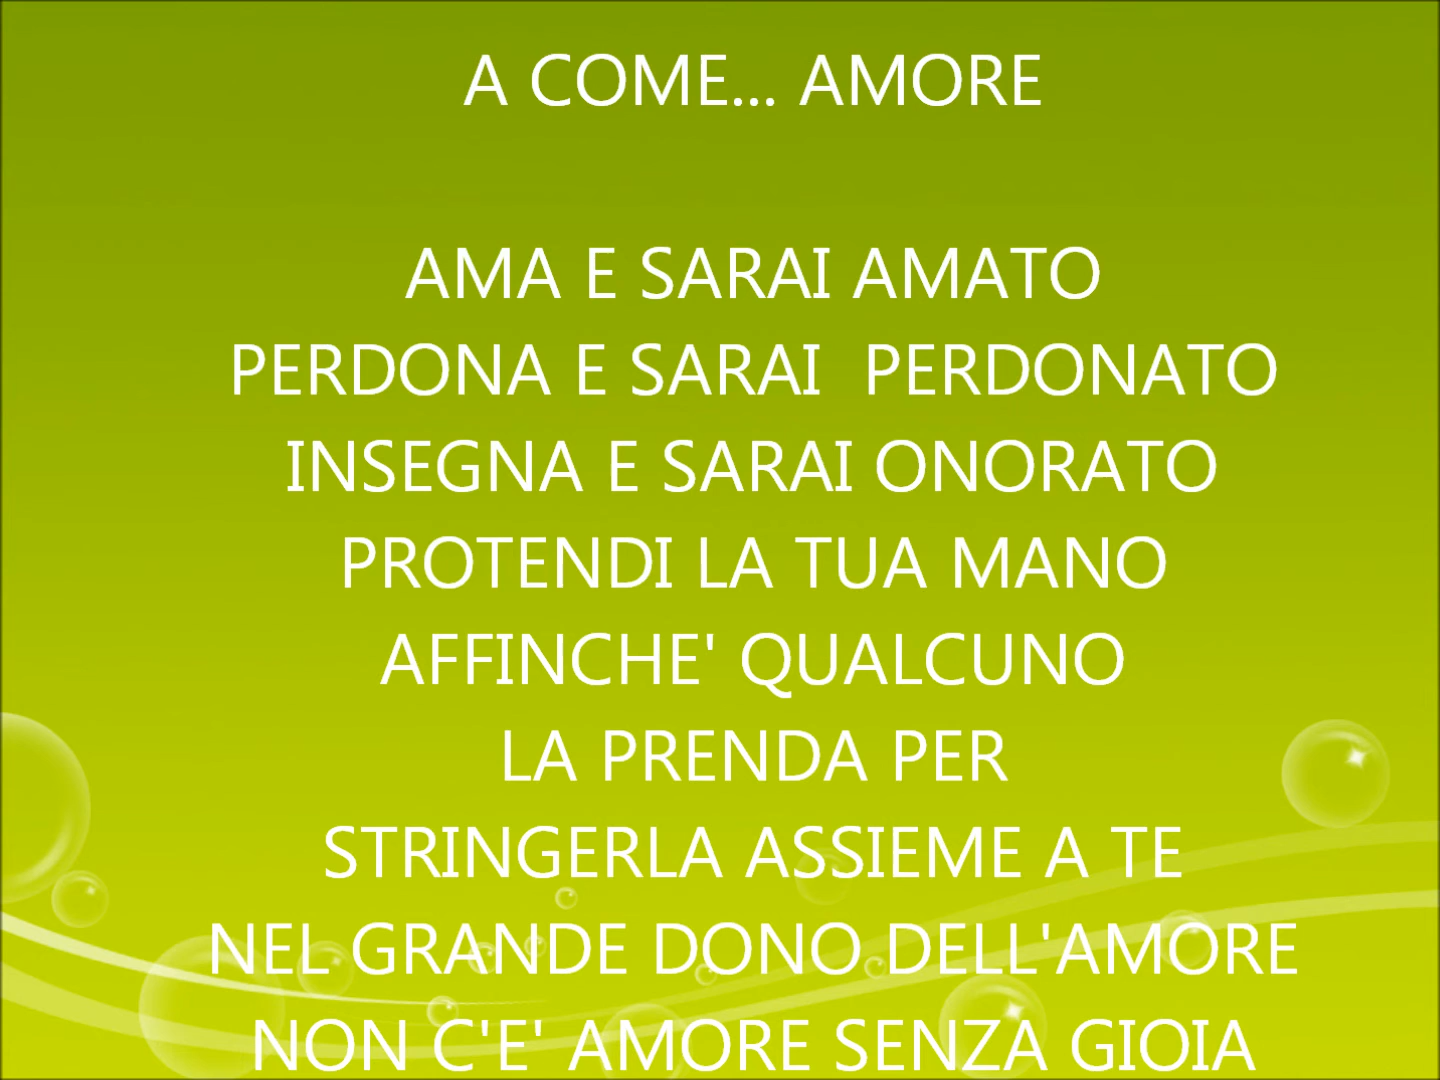 A COME... AMORE
AMA E SARAI AMATO
PERDONA E SARAI  PERDONATO
INSEGNA E SARAI ONORATO
PROTENDI LA TUA MANO
AFFINCHE' QUALCUNO
LA PRENDA PER
STRINGERLA ASSIEME A TE
NEL GRANDE DONO DELL'AMORE
NON C'E' AMORE SENZA GIOIA